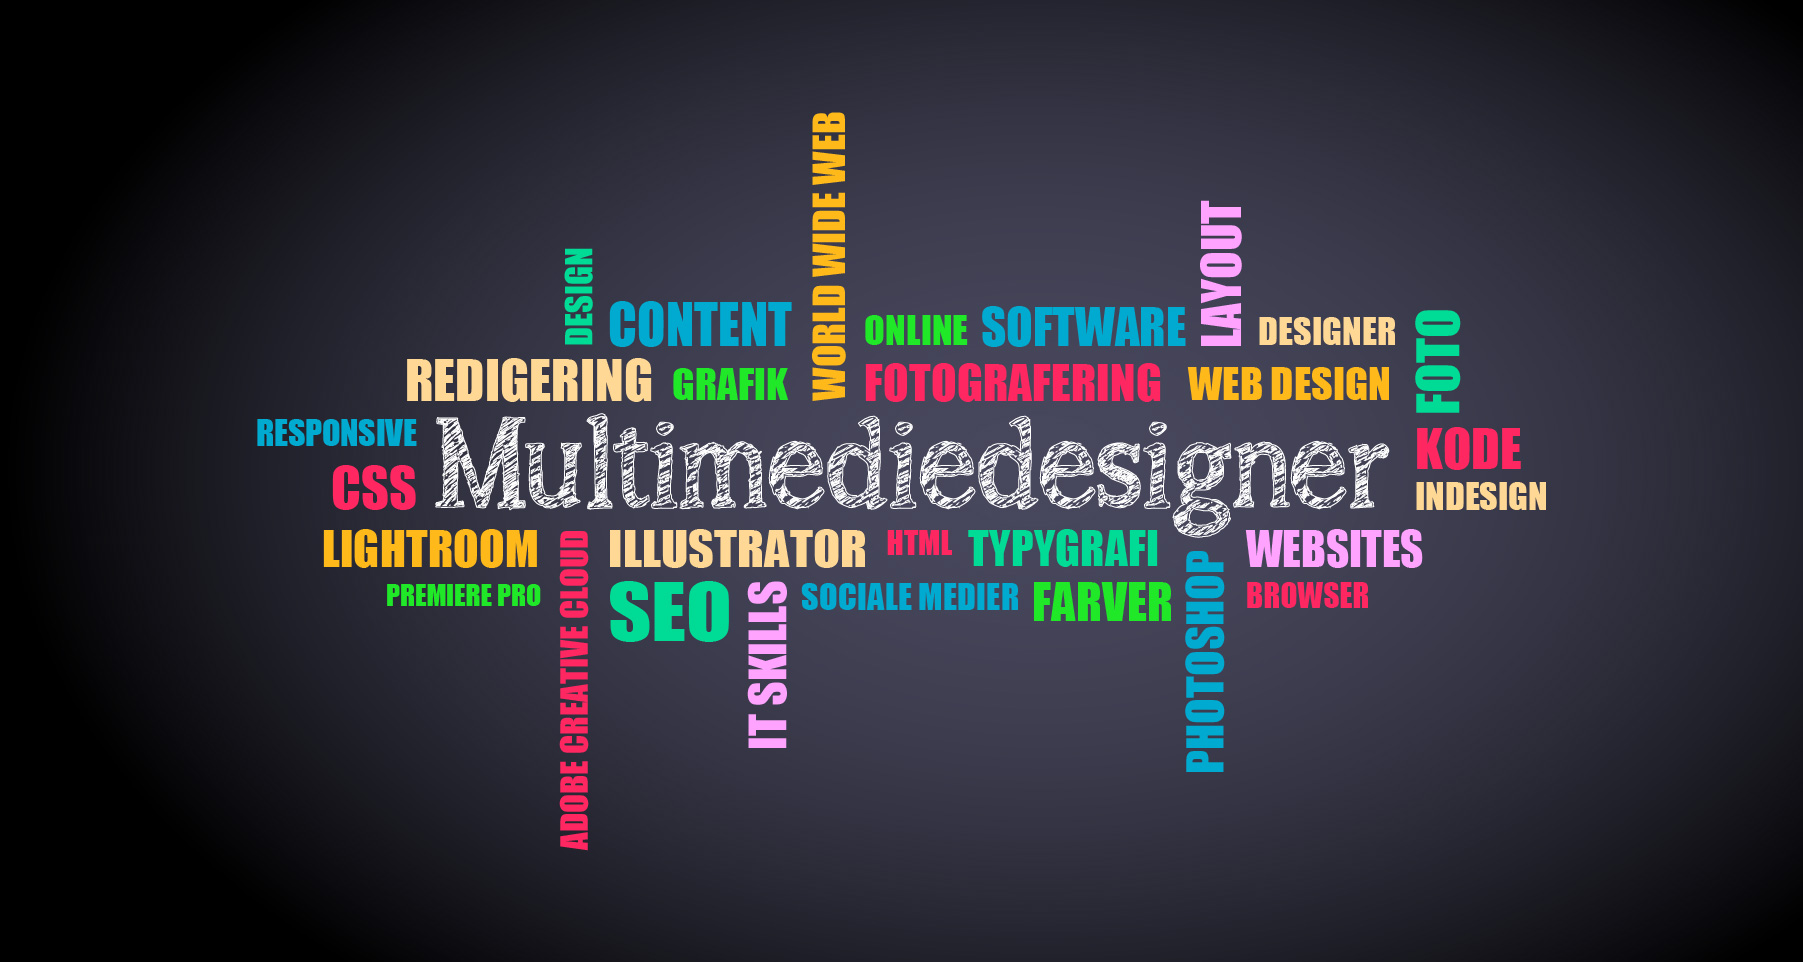 WORLD WIDE WEB
LAYOUT
DESIGN
CONTENT
ONLINE
SOFTWARE
DESIGNER
FOTO
REDIGERING
GRAFIK
FOTOGRAFERING
WEB DESIGN
RESPONSIVE
Multimediedesigner
KODE
CSS
INDESIGN
LIGHTROOM
ADOBE CREATIVE CLOUD
ILLUSTRATOR
HTML
TYPYGRAFI
WEBSITES
PREMIERE PRO
SEO
IT SKILLS
SOCIALE MEDIER
FARVER
PHOTOSHOP
BROWSER